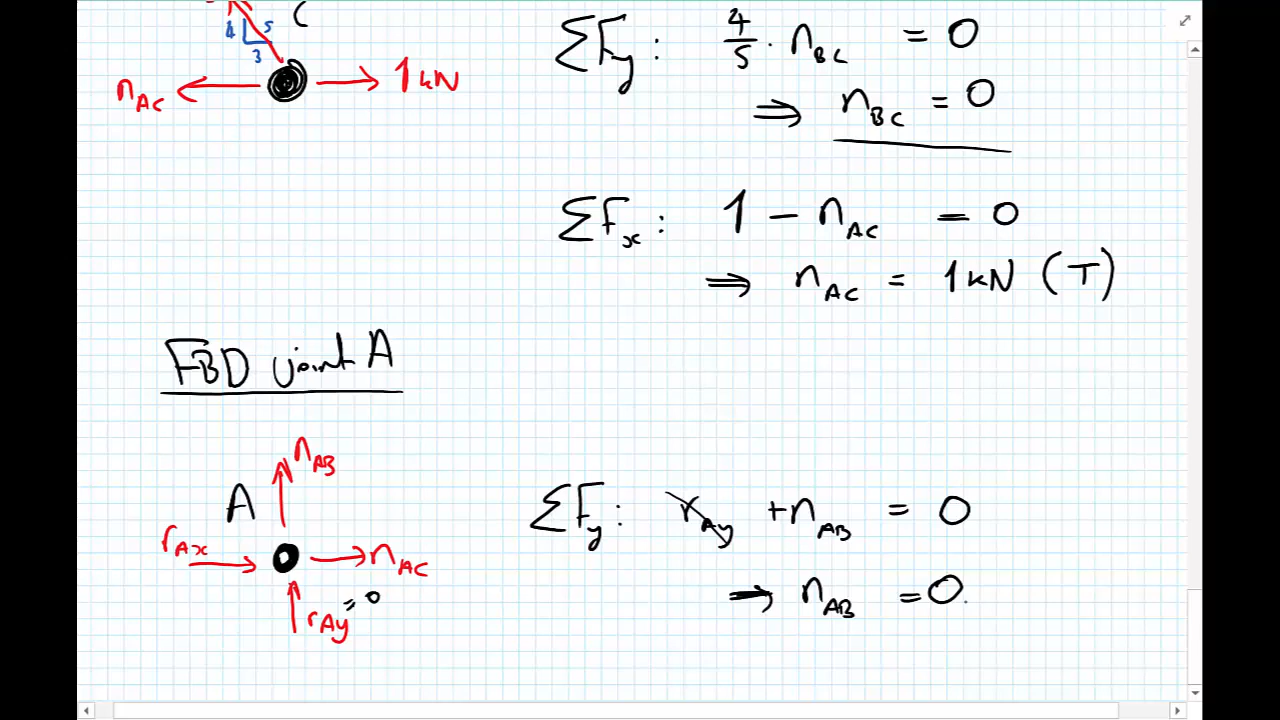 C
4 5
3
n_AC 1kN
ΣF_y: 4/5 · n_BC = 0
⇒ n_BC = 0
ΣF_x: 1 − n_AC = 0
⇒ n_AC = 1kN (T)
FBD joint A
n_AB
A
r_Ax n_AC
r_Ay = 0
ΣF_y: r_Ay + n_AB = 0
⇒ n_AB = 0.